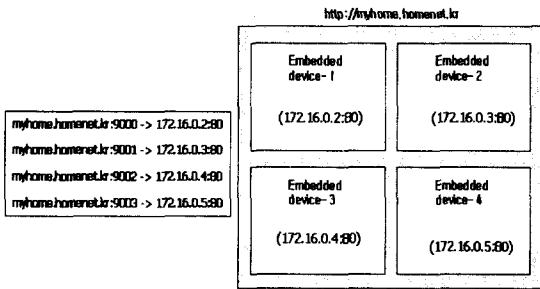 http://myhome.homenet.kr
myhome.homenet.kr:9000 -> 172.16.0.2:80
myhome.homenet.kr:9001 -> 172.16.0.3:80
myhome.homenet.kr:9002 -> 172.16.0.4:80
myhome.homenet.kr:9003 -> 172.16.0.5:80
Embedded
device-1
(172.16.0.2:80)
Embedded
device-2
(172.16.0.3:80)
Embedded
device-3
(172.16.0.4:80)
Embedded
device-4
(172.16.0.5:80)